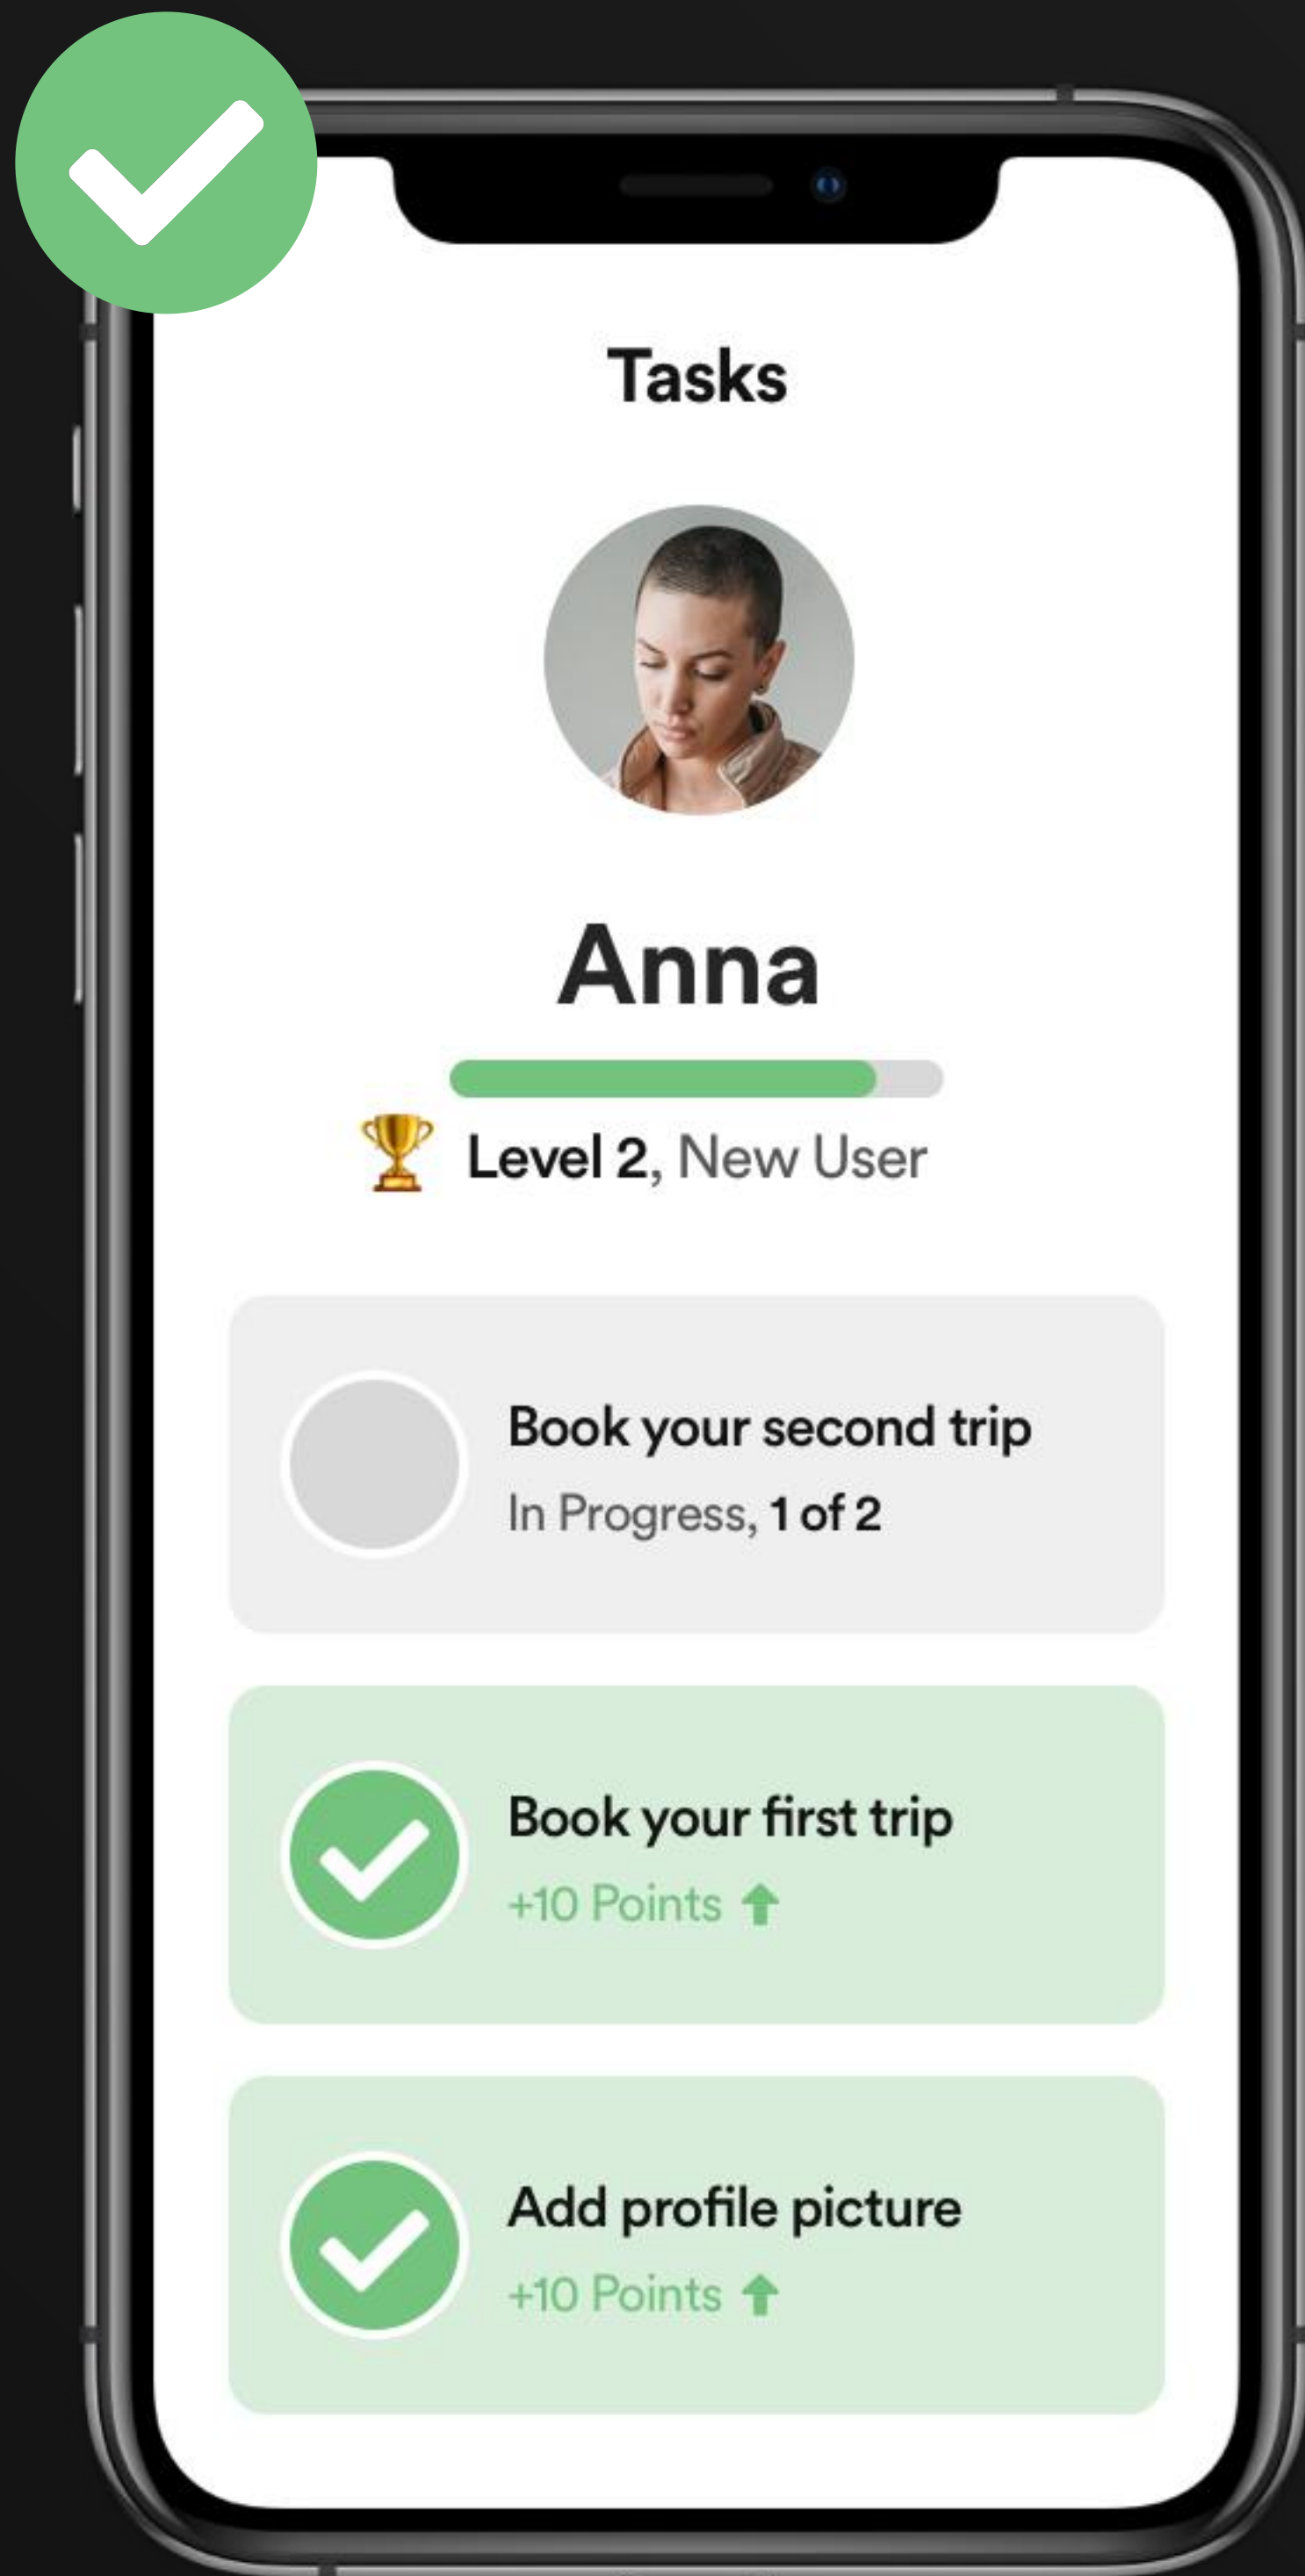 Tasks
Anna
Level 2, New User
Book your second trip
In Progress, 1 of 2
Book your first trip
+10 Points
Add profile picture
+10 Points